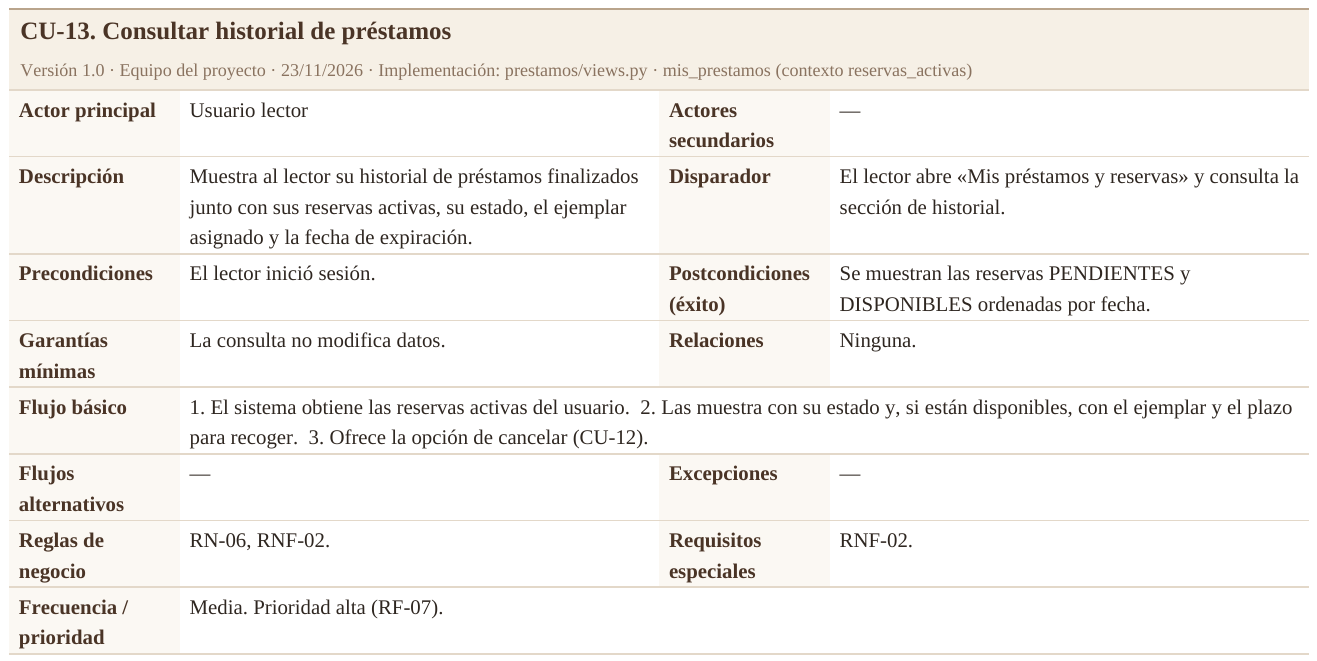 CU-13. Consultar historial de préstamos
Versión 1.0 · Equipo del proyecto · 23/11/2026 · Implementación: prestamos/views.py · mis_prestamos (contexto reservas_activas)
Actor principal
Usuario lector
Actores
secundarios
—
Descripción
Muestra al lector su historial de préstamos finalizados
junto con sus reservas activas, su estado, el ejemplar
asignado y la fecha de expiración.
Disparador
El lector abre «Mis préstamos y reservas» y consulta la
sección de historial.
Precondiciones
El lector inició sesión.
Postcondiciones
(éxito)
Se muestran las reservas PENDIENTES y
DISPONIBLES ordenadas por fecha.
Garantías
mínimas
La consulta no modifica datos.
Relaciones
Ninguna.
Flujo básico
1. El sistema obtiene las reservas activas del usuario.  2. Las muestra con su estado y, si están disponibles, con el ejemplar y el plazo
para recoger.  3. Ofrece la opción de cancelar (CU-12).
Flujos
alternativos
—
Excepciones
—
Reglas de
negocio
RN-06, RNF-02.
Requisitos
especiales
RNF-02.
Frecuencia /
prioridad
Media. Prioridad alta (RF-07).